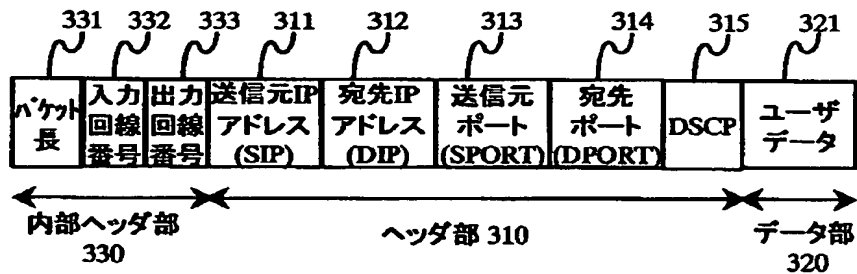 331 332 333 311 312 313 314 315 321
パケット長
入力回線番号
出力回線番号
送信元IPアドレス(SIP)
宛先IPアドレス(DIP)
送信元ポート(SPORT)
宛先ポート(DPORT)
DSCP
ユーザデータ
内部ヘッダ部
330
ヘッダ部 310
データ部
320